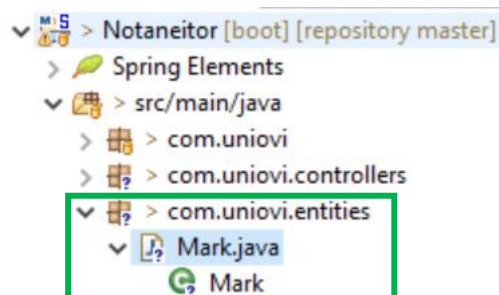 > Notaneitor [boot] [repository master]
> Spring Elements
> src/main/java
> > com.uniovi
> > com.uniovi.controllers
> com.uniovi.entities
Mark.java
Mark